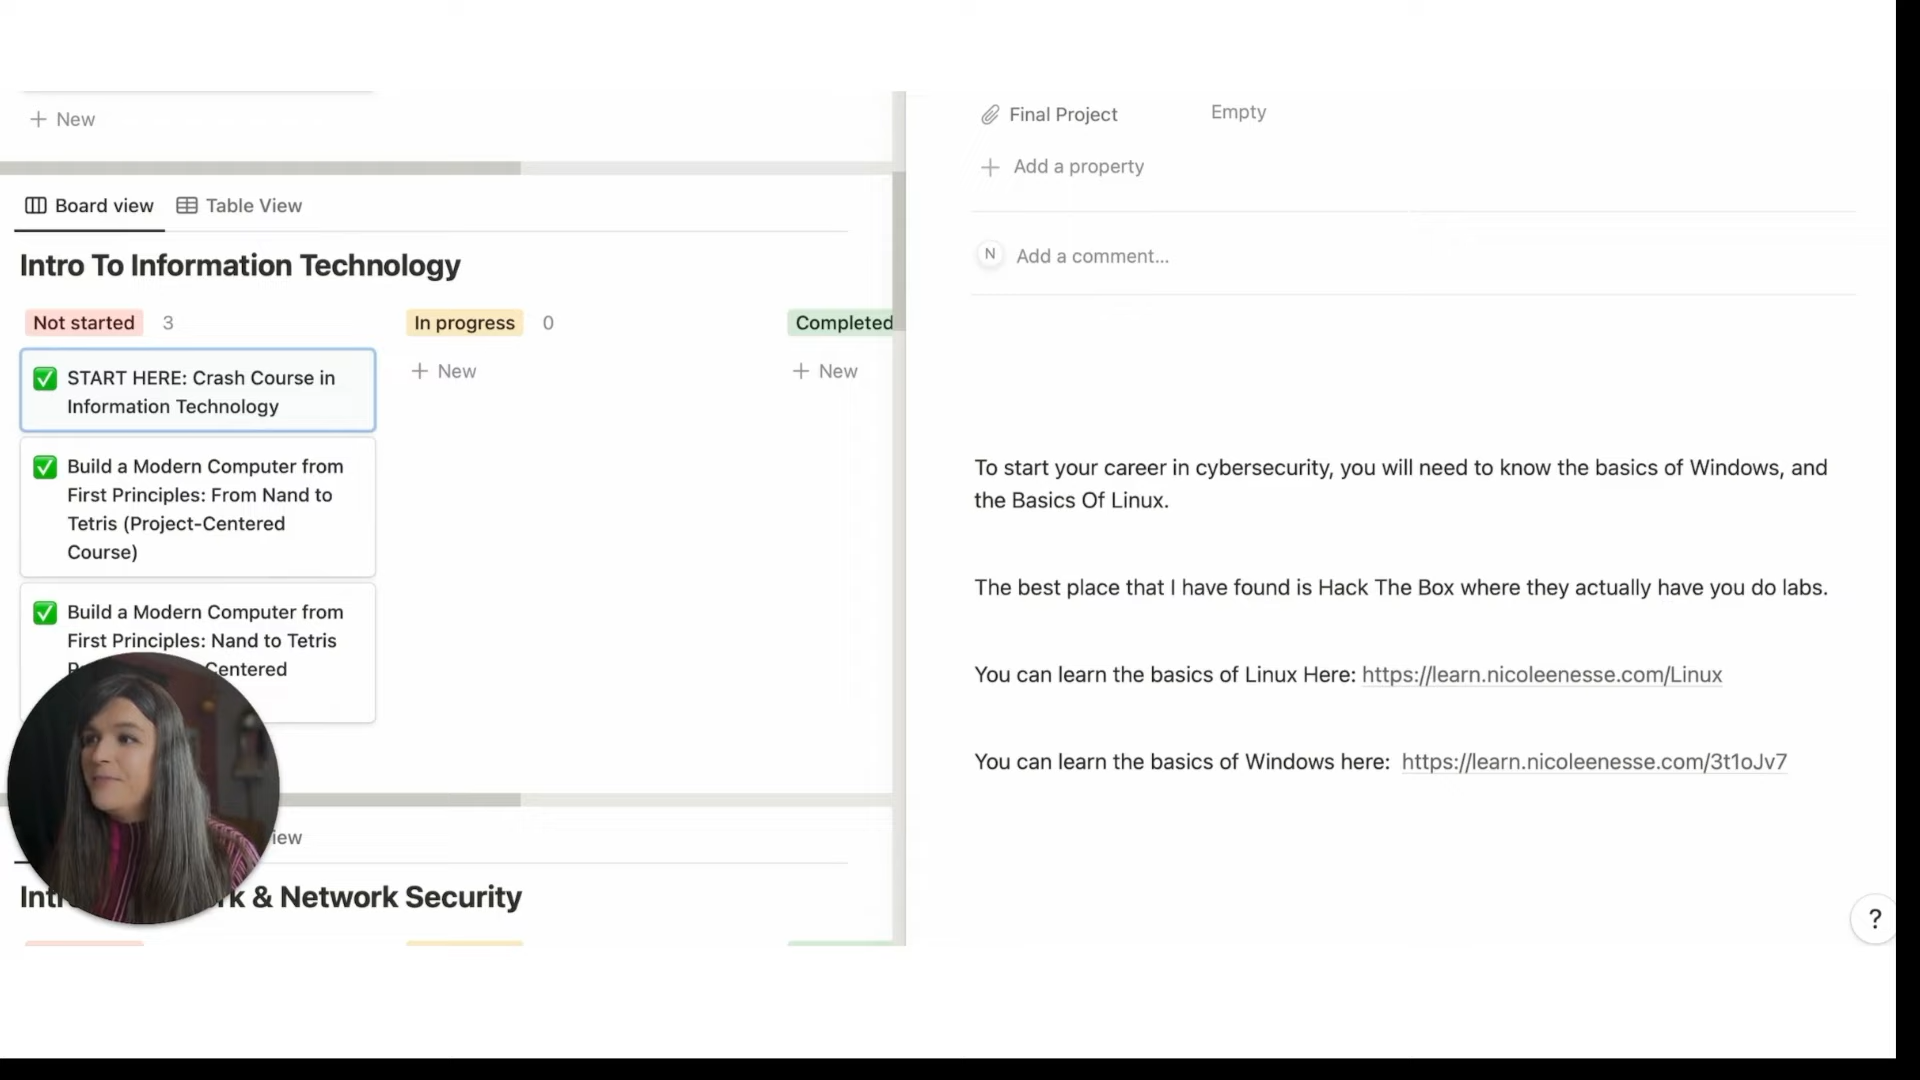 + New
Board view
Table View
Intro To Information Technology
Not started 3
In progress 0
Completed
START HERE: Crash Course in
Information Technology
+ New
+ New
Build a Modern Computer from
First Principles: From Nand to
Tetris (Project-Centered
Course)
Build a Modern Computer from
First Principles: Nand to Tetris
Centered
& Network Security
Final Project
Empty
+ Add a property
N
Add a comment...
To start your career in cybersecurity, you will need to know the basics of Windows, and
the Basics Of Linux.
The best place that I have found is Hack The Box where they actually have you do labs.
You can learn the basics of Linux Here: https://learn.nicoleenesse.com/Linux
You can learn the basics of Windows here: https://learn.nicoleenesse.com/3t1oJv7
?